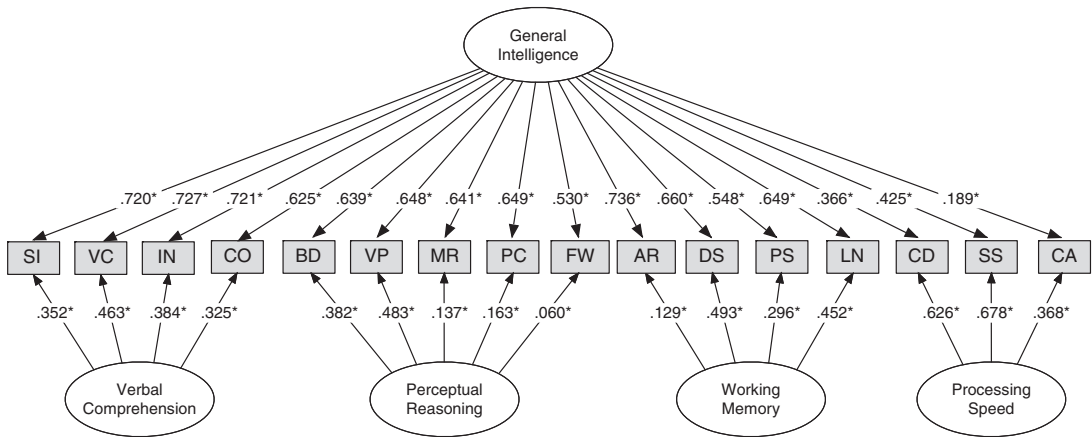 General
Intelligence
.720* .727* .721* .625* .639* .648* .641* .649* .530* .736* .660* .548* .649* .366* .425* .189*
SI VC IN CO BD VP MR PC FW AR DS PS LN CD SS CA
.352* .463* .384* .325* .382* .483* .137* .163* .060* .129* .493* .296* .452* .626* .678* .368*
Verbal
Comprehension
Perceptual
Reasoning
Working
Memory
Processing
Speed